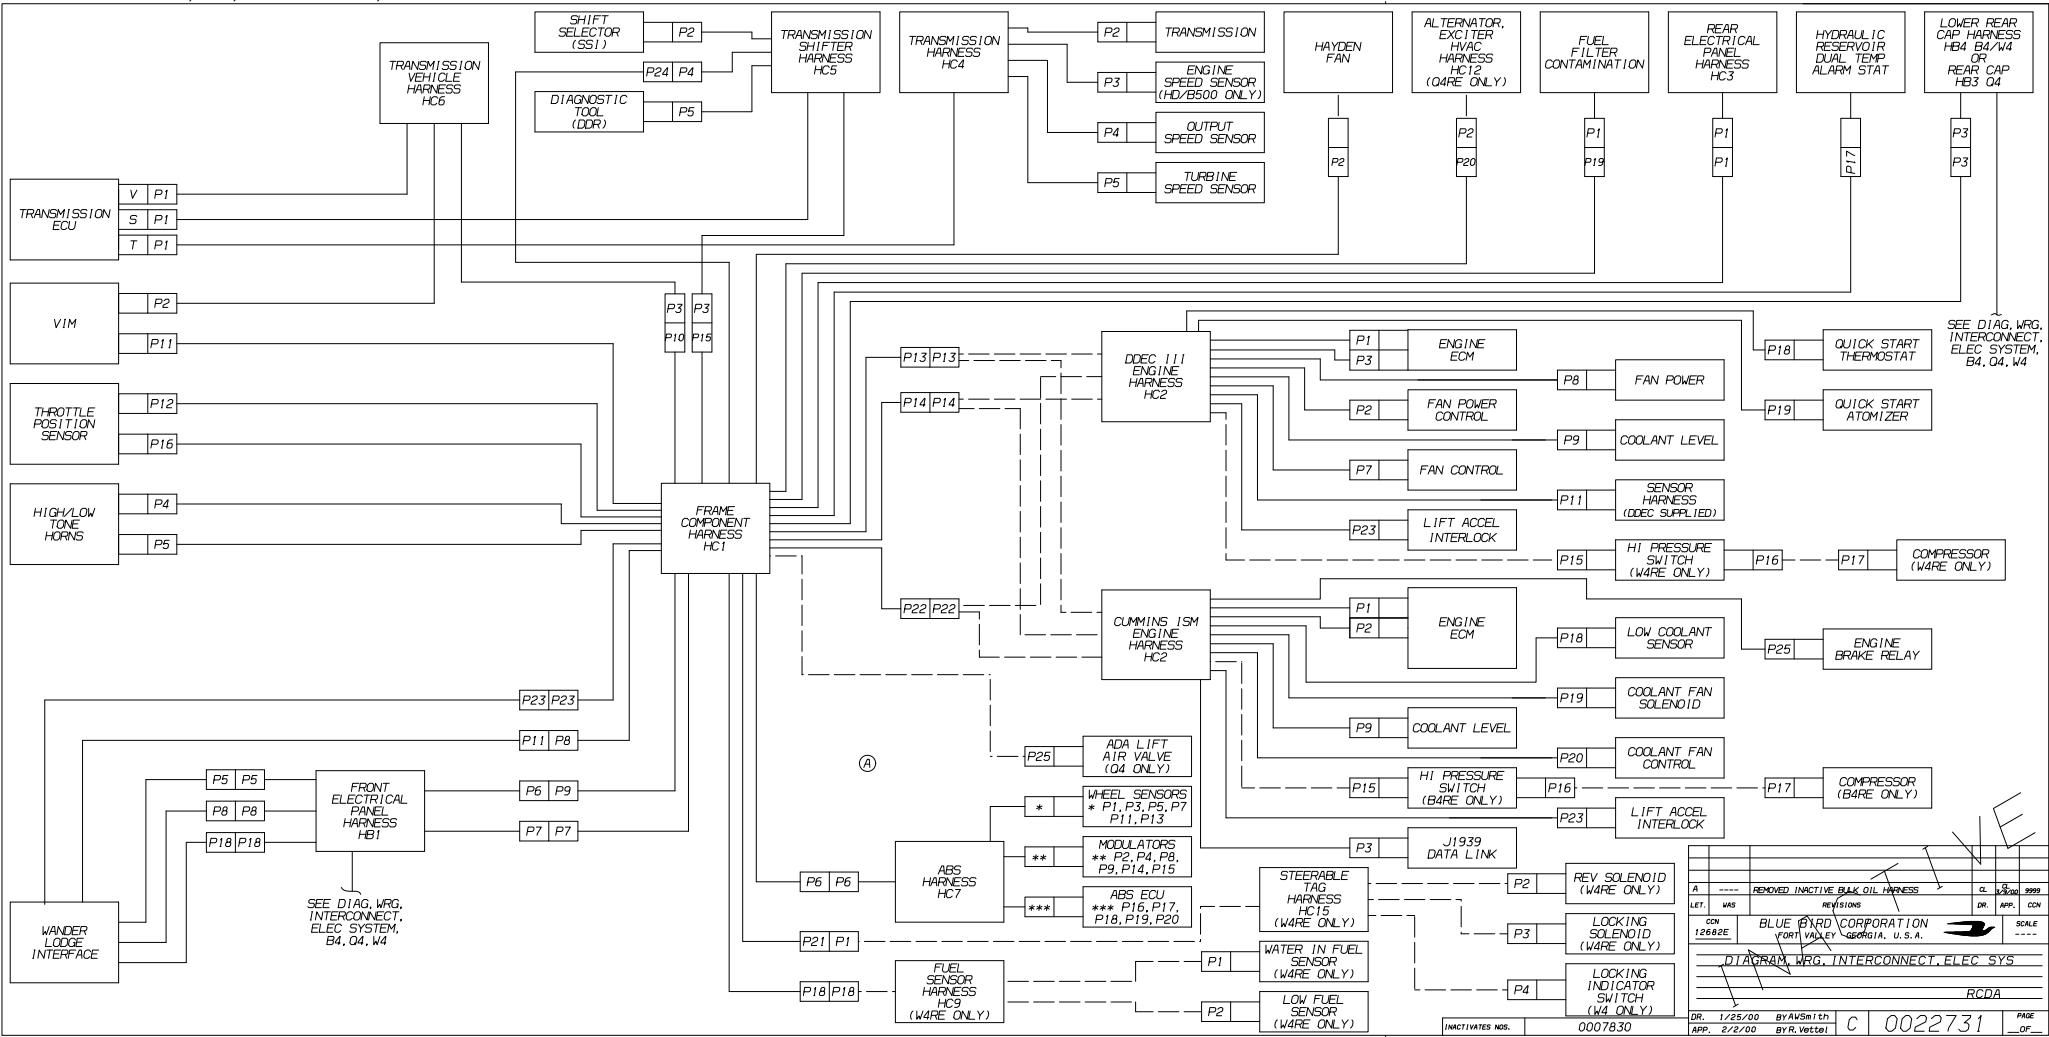 SHIFT
SELECTOR
(SSI)
P2
P24 P4
DIAGNOSTIC
TOOL
(DDR)
P5
TRANSMISSION
SHIFTER
HARNESS
HC5
TRANSMISSION
HARNESS
HC4
P2
TRANSMISSION
P3
ENGINE
SPEED SENSOR
(HD/B500 ONLY)
P4
OUTPUT
SPEED SENSOR
P5
TURBINE
SPEED SENSOR
HAYDEN
FAN
P2
ALTERNATOR,
EXCITER
HVAC
HARNESS
HC12
(Q4RE ONLY)
P2
P20
FUEL
FILTER
CONTAMINATION
P1
P19
REAR
ELECTRICAL
PANEL
HARNESS
HC3
P1
P1
HYDRAULIC
RESERVOIR
DUAL TEMP
ALARM STAT
P17
LOWER REAR
CAP HARNESS
HB4 B4/W4
OR
REAR CAP
HB3 Q4
P3
P3
SEE DIAG, WRG,
INTERCONNECT,
ELEC SYSTEM,
B4, Q4, W4
TRANSMISSION
VEHICLE
HARNESS
HC6
TRANSMISSION
ECU
V P1
S P1
T P1
VIM
P2
P11
THROTTLE
POSITION
SENSOR
P12
P16
HIGH/LOW
TONE
HORNS
P4
P5
P3
P10
P3
P15
FRAME
COMPONENT
HARNESS
HC1
P13 P13
P14 P14
P22 P22
DDEC III
ENGINE
HARNESS
HC2
P1
P3
ENGINE
ECM
P2
FAN POWER
CONTROL
P7
FAN CONTROL
P23
LIFT ACCEL
INTERLOCK
P8
FAN POWER
P9
COOLANT LEVEL
P11
SENSOR
HARNESS
(DDEC SUPPLIED)
P15
HI PRESSURE
SWITCH
(W4RE ONLY)
P16
P17
COMPRESSOR
(W4RE ONLY)
P18
QUICK START
THERMOSTAT
P19
QUICK START
ATOMIZER
CUMMINS ISM
ENGINE
HARNESS
HC2
P1
P2
ENGINE
ECM
P18
LOW COOLANT
SENSOR
P25
ENGINE
BRAKE RELAY
P19
COOLANT FAN
SOLENOID
P9
COOLANT LEVEL
P20
COOLANT FAN
CONTROL
P15
HI PRESSURE
SWITCH
(B4RE ONLY)
P16
P17
COMPRESSOR
(B4RE ONLY)
P23
LIFT ACCEL
INTERLOCK
P3
J1939
DATA LINK
P23 P23
P11 P8
P6 P9
P7 P7
P5 P5
P8 P8
P18 P18
FRONT
ELECTRICAL
PANEL
HARNESS
HB1
SEE DIAG, WRG,
INTERCONNECT,
ELEC SYSTEM,
B4, Q4, W4
WANDER
LODGE
INTERFACE
A
P25
ADA LIFT
AIR VALVE
(Q4 ONLY)
*
WHEEL SENSORS
* P1, P3, P5, P7
P11, P13
**
MODULATORS
** P2, P4, P8,
P9, P14, P15
***
ABS ECU
*** P16, P17,
P18, P19, P20
P6 P6
ABS
HARNESS
HC7
P21 P1
P18 P18
FUEL
SENSOR
HARNESS
HC9
(W4RE ONLY)
P1
WATER IN FUEL
SENSOR
(W4RE ONLY)
P2
LOW FUEL
SENSOR
(W4RE ONLY)
STEERABLE
TAG
HARNESS
HC15
(W4RE ONLY)
P2
REV SOLENOID
(W4RE ONLY)
P3
LOCKING
SOLENOID
(W4RE ONLY)
P4
LOCKING
INDICATOR
SWITCH
(W4 ONLY)
INACTIVE
A ---- REMOVED INACTIVE BULK OIL HARNESS CL 9999
LET. WAS REVISIONS DR. APP. CCN
CCN
12682E
BLUE BIRD CORPORATION
FORT VALLEY GEORGIA, U.S.A.
SCALE
----
DIAGRAM, WRG, INTERCONNECT, ELEC SYS
RCDA
DR. 1/25/00 BY AWSmith
APP. 2/2/00 BY R. Vettel
C 0022731
PAGE
__OF__
INACTIVATES NOS. 0007830